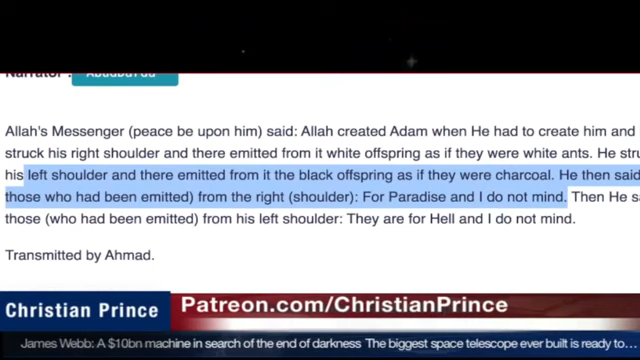 Narrator :
AbudDarda
Allah's Messenger (peace be upon him) said: Allah created Adam when He had to create him and
struck his right shoulder and there emitted from it white offspring as if they were white ants. He
his left shoulder and there emitted from it the black offspring as if they were charcoal. He then said
those who had been emitted) from the right (shoulder): For Paradise and I do not mind. Then He
those (who had been emitted) from his left shoulder: They are for Hell and I do not mind.
Transmitted by Ahmad.
Christian Prince
Patreon.com/ChristianPrince
James Webb: A $10bn machine in search of the end of darkness The biggest space telescope ever built is ready to...